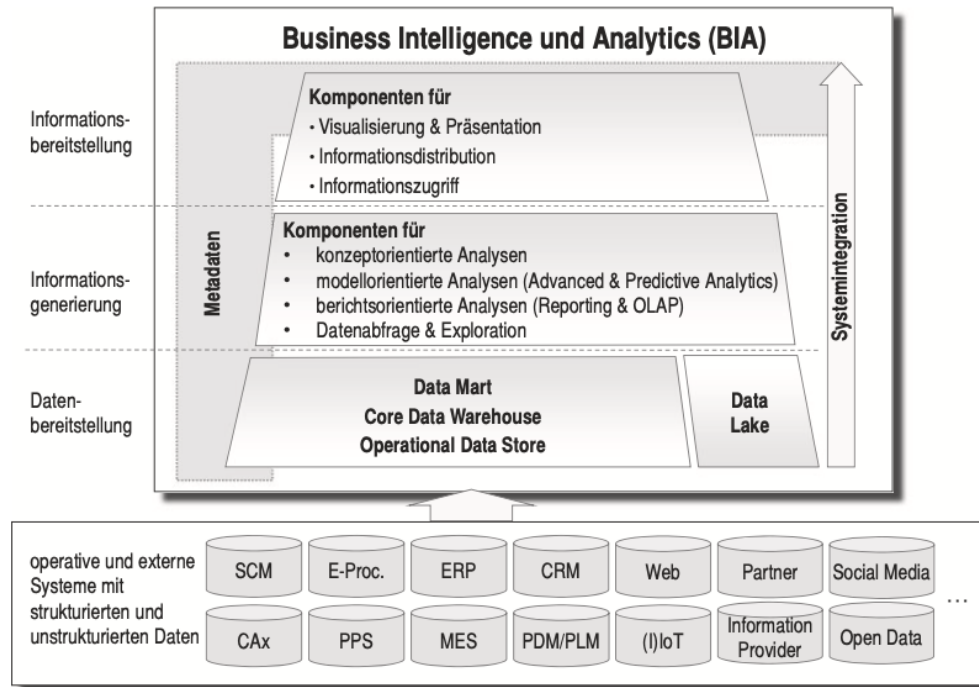 Business Intelligence und Analytics (BIA)
Informations-
bereitstellung
Komponenten für
• Visualisierung & Präsentation
• Informationsdistribution
• Informationszugriff
Metadaten
Systemintegration
Informations-
generierung
Komponenten für
• konzeptorientierte Analysen
• modellorientierte Analysen (Advanced & Predictive Analytics)
• berichtsorientierte Analysen (Reporting & OLAP)
• Datenabfrage & Exploration
Daten-
bereitstellung
Data Mart
Core Data Warehouse
Operational Data Store
Data
Lake
operative und externe
Systeme mit
strukturierten und
unstrukturierten Daten
SCM
E-Proc.
ERP
CRM
Web
Partner
Social Media
...
CAx
PPS
MES
PDM/PLM
(I)IoT
Information
Provider
Open Data